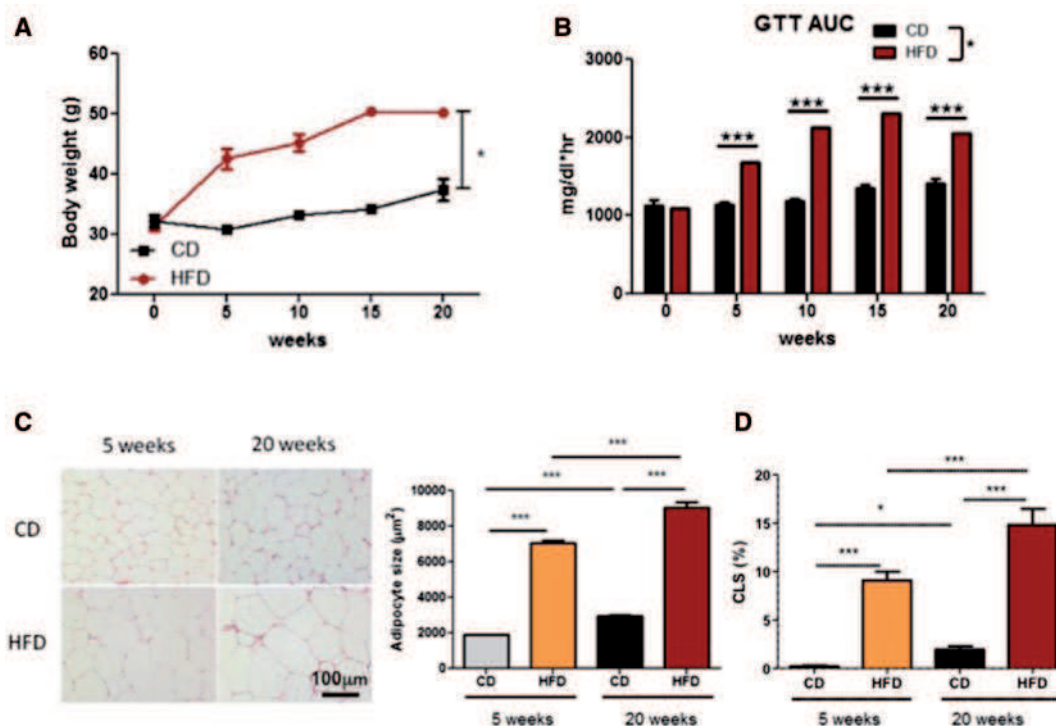 A
Body weight (g)
60
50
40
30
20
*
CD
HFD
0 5 10 15 20
weeks
B
GTT AUC
CD
HFD
*
mg/dl*hr
3000
2000
1000
0
*** *** *** ***
0 5 10 15 20
weeks
C
5 weeks 20 weeks
CD
HFD
100μm
Adipocyte size (μm²)
10000
8000
6000
4000
2000
0
***
*** ***
***
CD HFD CD HFD
5 weeks 20 weeks
D
CLS (%)
20
15
10
5
0
***
***
*
***
CD HFD CD HFD
5 weeks 20 weeks